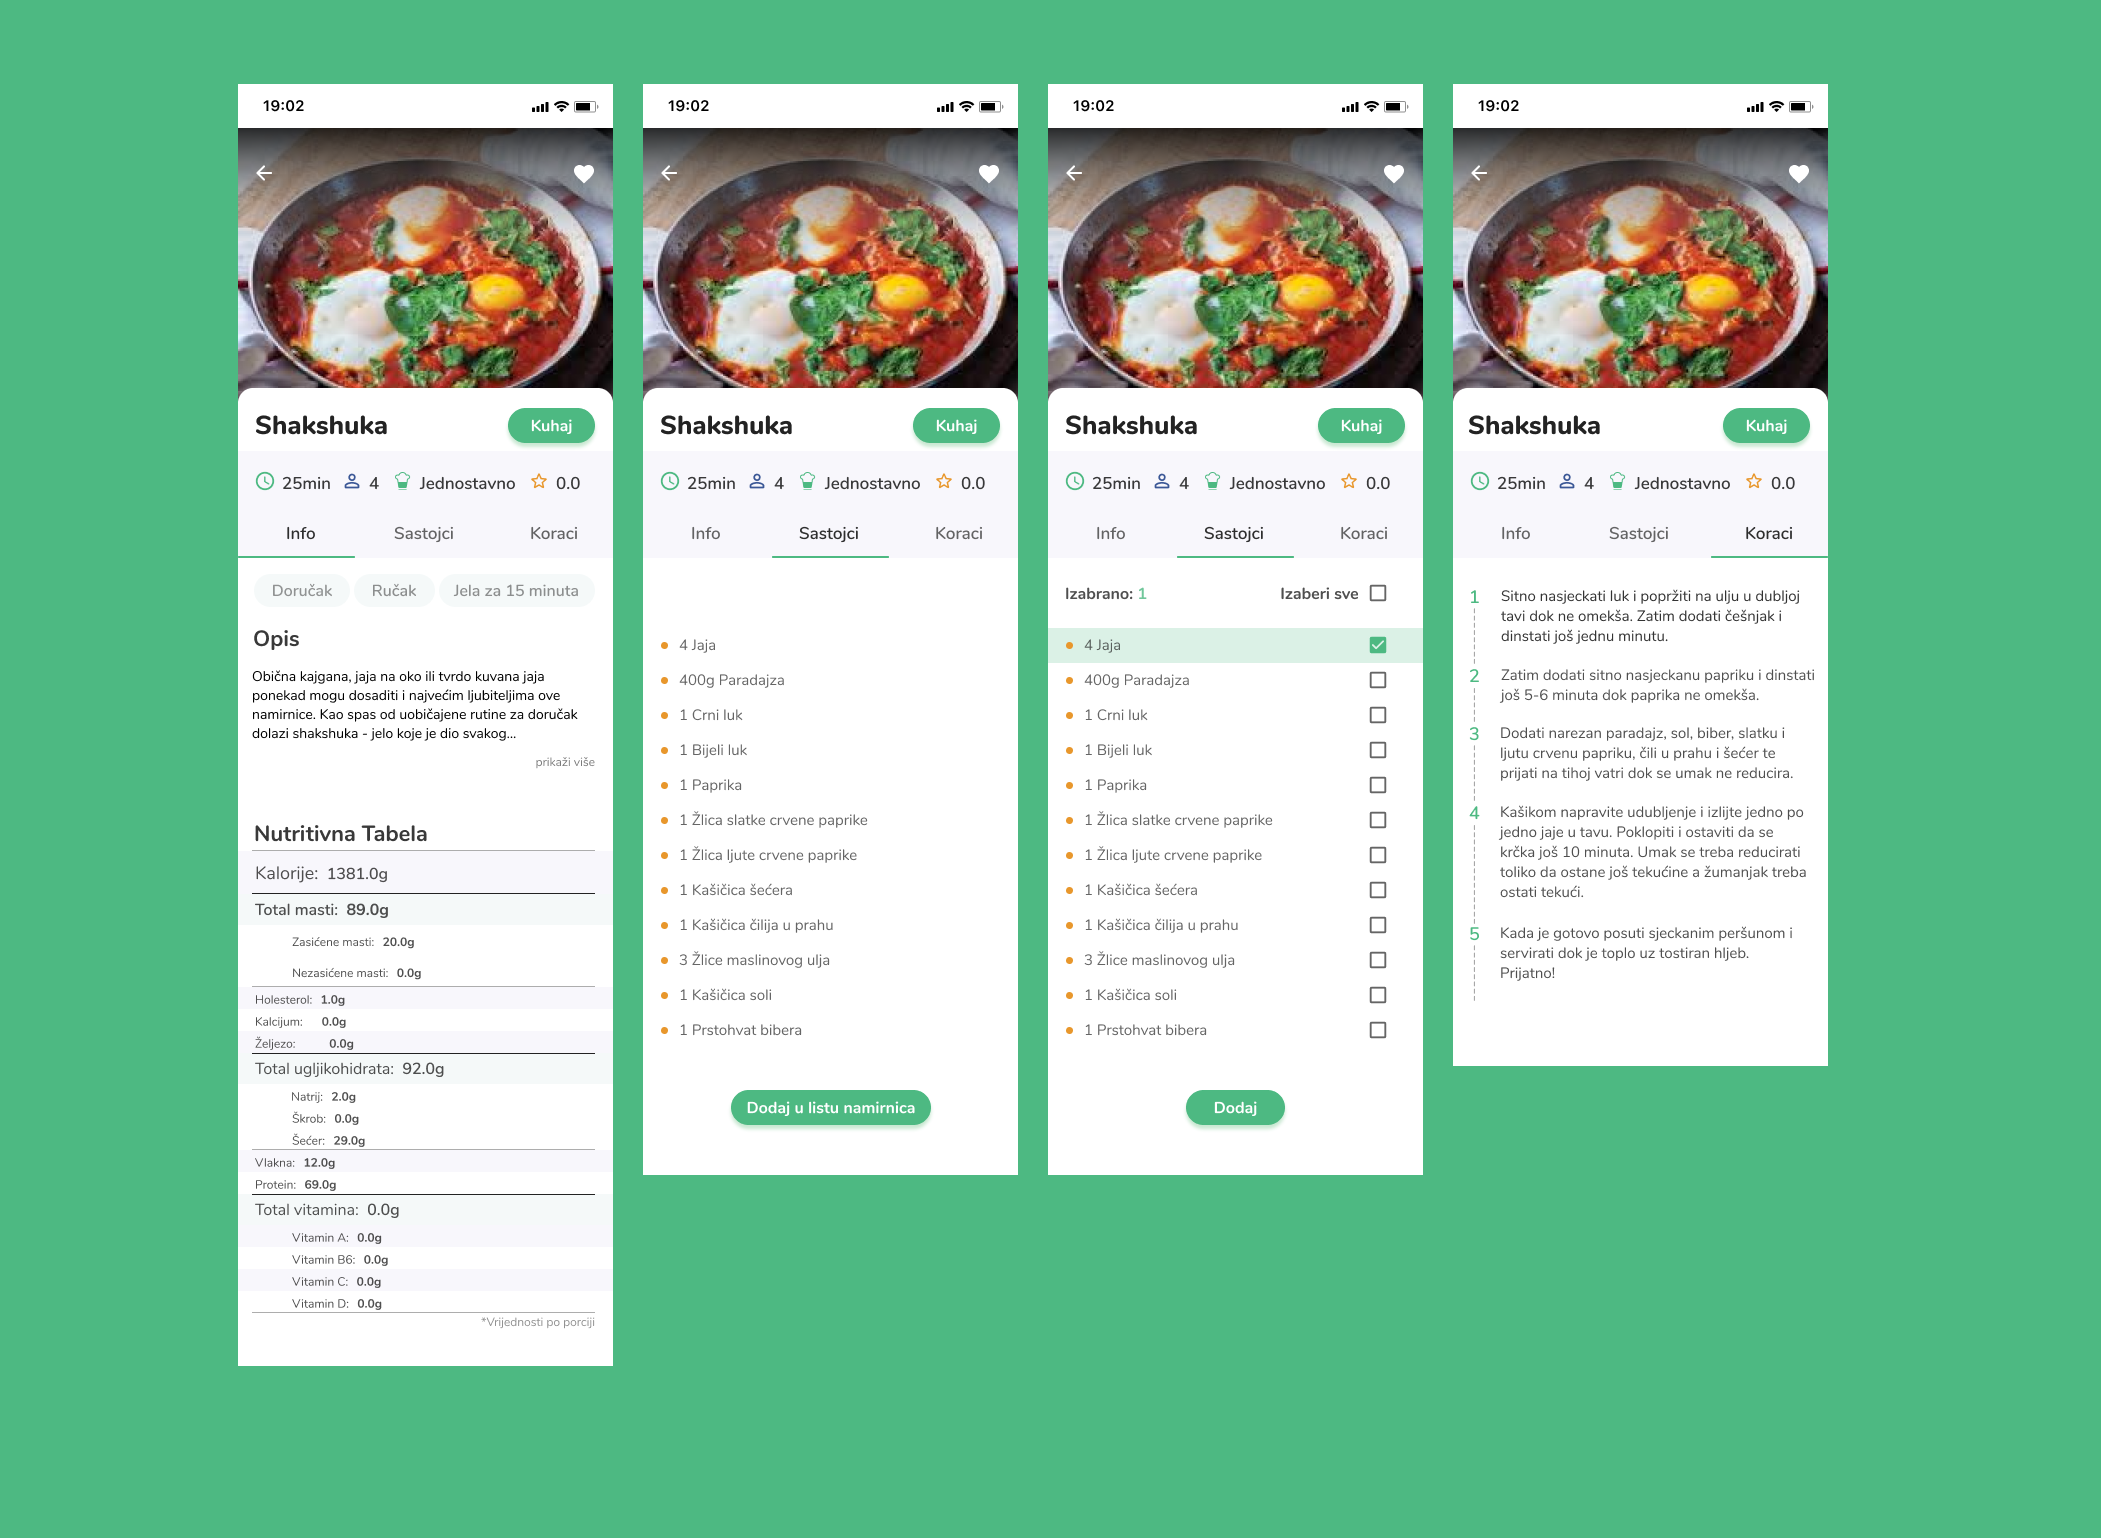 19:02
Shakshuka
Kuhaj
25min 4 Jednostavno 0.0
Info Sastojci Koraci
Doručak Ručak Jela za 15 minuta
Opis
Obična kajgana, jaja na oko ili tvrdo kuvana jaja
ponekad mogu dosaditi i najvećim ljubiteljima ove
namirnice. Kao spas od uobičajene rutine za doručak
dolazi shakshuka - jelo koje je dio svakog...
prikaži više
Nutritivna Tabela
Kalorije: 1381.0g
Total masti: 89.0g
Zasićene masti: 20.0g
Nezasićene masti: 0.0g
Holesterol: 1.0g
Kalcijum: 0.0g
Željezo: 0.0g
Total ugljikohidrata: 92.0g
Natrij: 2.0g
Škrob: 0.0g
Šećer: 29.0g
Vlakna: 12.0g
Protein: 69.0g
Total vitamina: 0.0g
Vitamin A: 0.0g
Vitamin B6: 0.0g
Vitamin C: 0.0g
Vitamin D: 0.0g
*Vrijednosti po porciji
19:02
Shakshuka
Kuhaj
25min 4 Jednostavno 0.0
Info Sastojci Koraci
4 Jaja
400g Paradajza
1 Crni luk
1 Bijeli luk
1 Paprika
1 Žlica slatke crvene paprike
1 Žlica ljute crvene paprike
1 Kašičica šećera
1 Kašičica čilija u prahu
3 Žlice maslinovog ulja
1 Kašičica soli
1 Prstohvat bibera
Dodaj u listu namirnica
19:02
Shakshuka
Kuhaj
25min 4 Jednostavno 0.0
Info Sastojci Koraci
Izabrano: 1 Izaberi sve
4 Jaja
400g Paradajza
1 Crni luk
1 Bijeli luk
1 Paprika
1 Žlica slatke crvene paprike
1 Žlica ljute crvene paprike
1 Kašičica šećera
1 Kašičica čilija u prahu
3 Žlice maslinovog ulja
1 Kašičica soli
1 Prstohvat bibera
Dodaj
19:02
Shakshuka
Kuhaj
25min 4 Jednostavno 0.0
Info Sastojci Koraci
1 Sitno nasjeckati luk i popržiti na ulju u dubljoj
tavi dok ne omekša. Zatim dodati češnjak i
dinstati još jednu minutu.
2 Zatim dodati sitno nasjeckanu papriku i dinstati
još 5-6 minuta dok paprika ne omekša.
3 Dodati narezan paradajz, sol, biber, slatku i
ljutu crvenu papriku, čili u prahu i šećer te
prijati na tihoj vatri dok se umak ne reducira.
4 Kašikom napravite udubljenje i izlijte jedno po
jedno jaje u tavu. Poklopiti i ostaviti da se
krčka još 10 minuta. Umak se treba reducirati
toliko da ostane još tekućine a žumanjak treba
ostati tekući.
5 Kada je gotovo posuti sjeckanim peršunom i
servirati dok je toplo uz tostiran hljeb.
Prijatno!